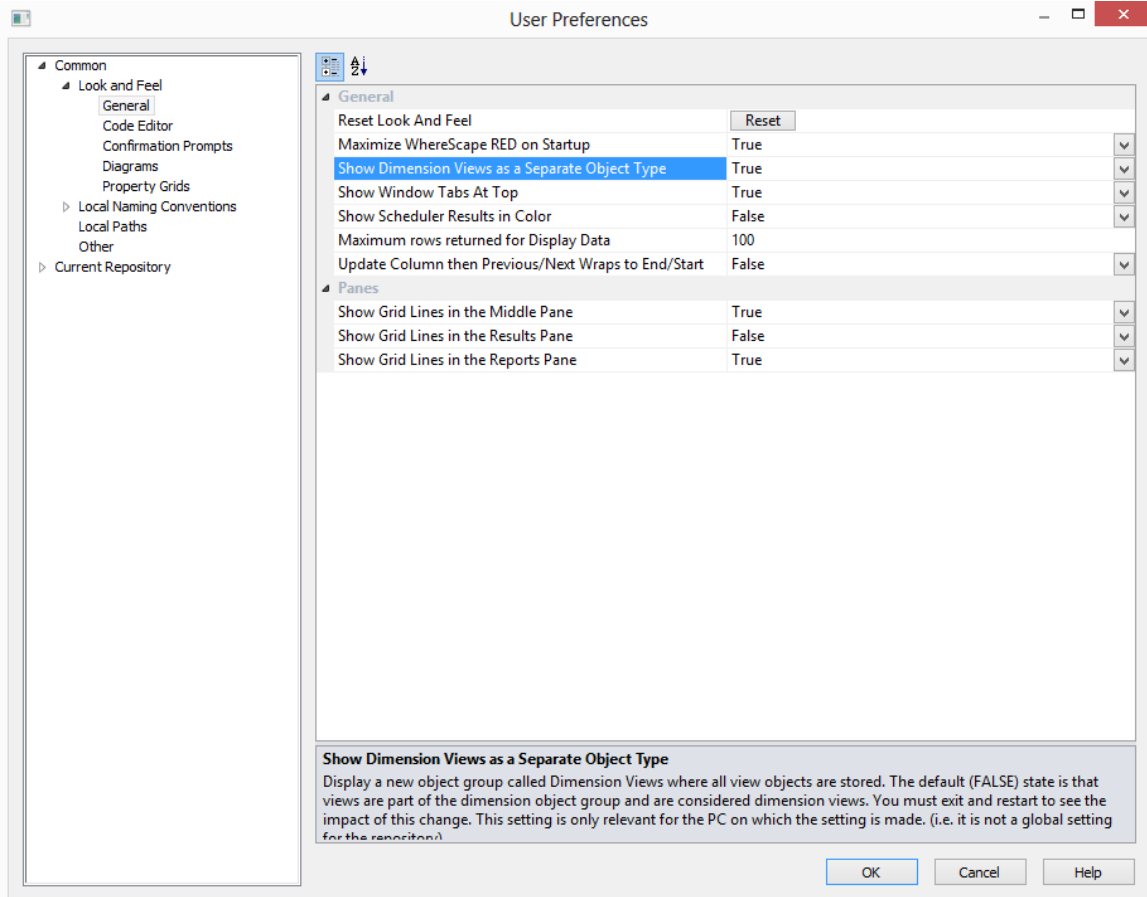 User Preferences
Common
Look and Feel
General
Code Editor
Confirmation Prompts
Diagrams
Property Grids
Local Naming Conventions
Local Paths
Other
Current Repository
General
Reset Look And Feel Reset
Maximize WhereScape RED on Startup True
Show Dimension Views as a Separate Object Type True
Show Window Tabs At Top True
Show Scheduler Results in Color False
Maximum rows returned for Display Data 100
Update Column then Previous/Next Wraps to End/Start False
Panes
Show Grid Lines in the Middle Pane True
Show Grid Lines in the Results Pane False
Show Grid Lines in the Reports Pane True
Show Dimension Views as a Separate Object Type
Display a new object group called Dimension Views where all view objects are stored. The default (FALSE) state is that
views are part of the dimension object group and are considered dimension views. You must exit and restart to see the
impact of this change. This setting is only relevant for the PC on which the setting is made. (i.e. it is not a global setting
for the repository)
OK Cancel Help